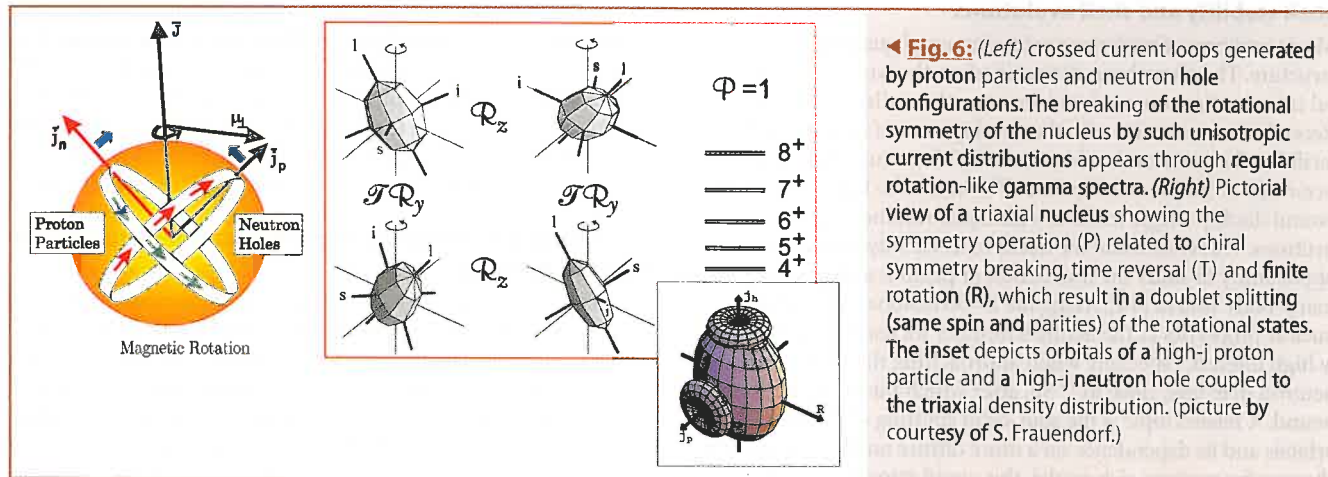 J
j_n
μ⊥
j_p
Proton
Particles
Neutron
Holes
Magnetic Rotation
l
i
s
R_z
s
l
i
P = 1
TR_y
TR_y
i
l
s
R_z
l
s
i
8+
7+
6+
5+
4+
j_h
R
j_p
◄ Fig. 6: (Left) crossed current loops generated
by proton particles and neutron hole
configurations. The breaking of the rotational
symmetry of the nucleus by such unisotropic
current distributions appears through regular
rotation-like gamma spectra. (Right) Pictorial
view of a triaxial nucleus showing the
symmetry operation (P) related to chiral
symmetry breaking, time reversal (T) and finite
rotation (R), which result in a doublet splitting
(same spin and parities) of the rotational states.
The inset depicts orbitals of a high-j proton
particle and a high-j neutron hole coupled to
the triaxial density distribution. (picture by
courtesy of S. Frauendorf.)